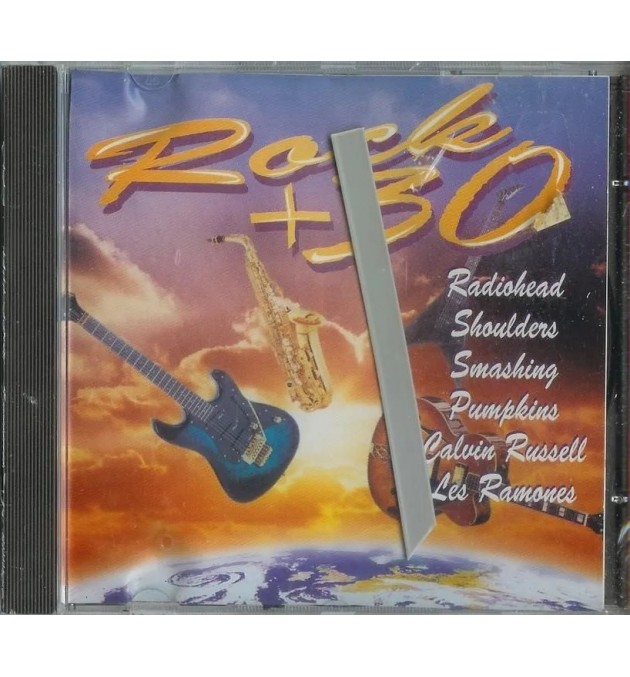 Rock
+30
Radiohead
Shoulders
Smashing
Pumpkins
Calvin Russell
Les Ramones